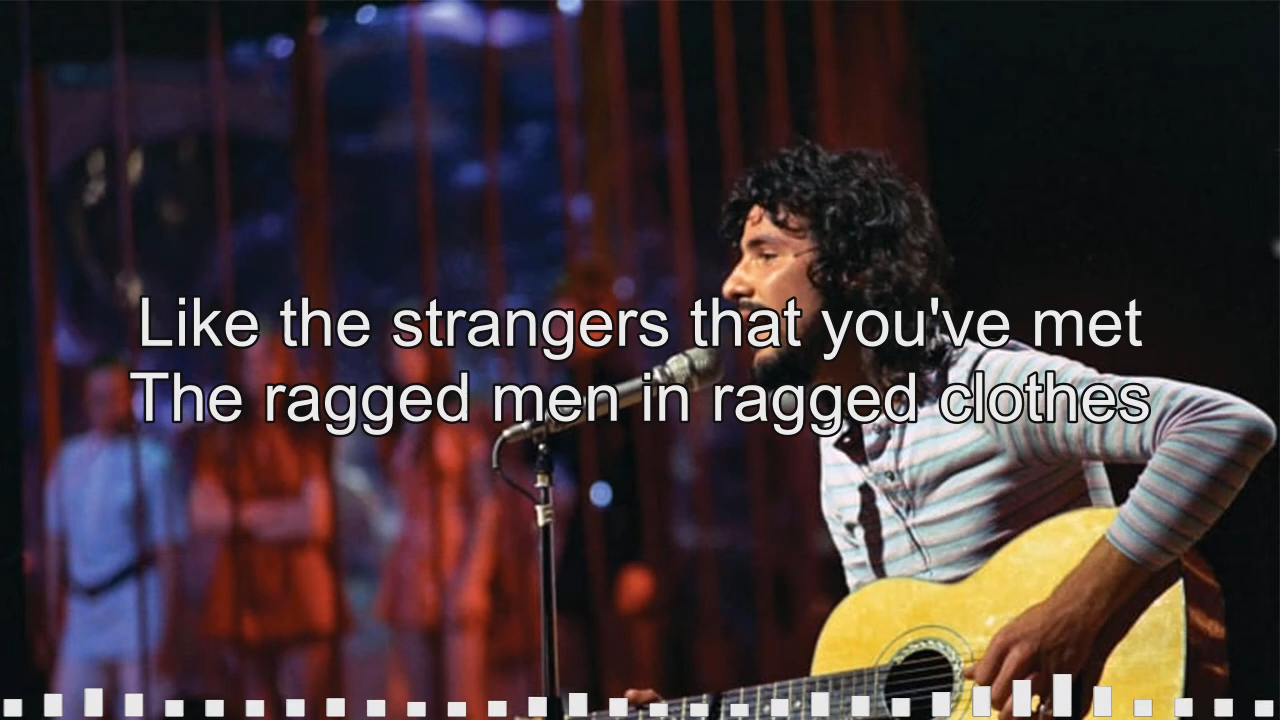 Like the strangers that you've met
The ragged men in ragged clothes